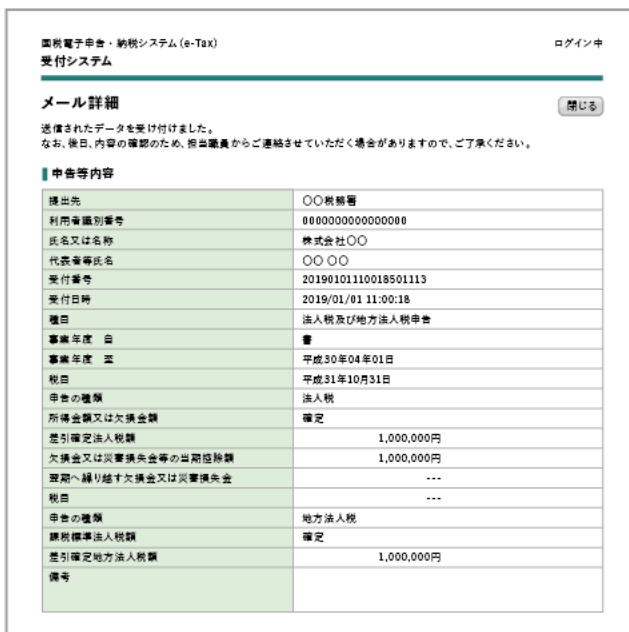 国税電子申告・納税システム(e-Tax)
ログイン中
受付システム
メール詳細
閉じる
送信されたデータを受け付けました。
なお、後日、内容の確認のため、担当職員からご連絡させていただく場合がありますので、ご了承ください。
申告等内容
提出先 〇〇税務署
利用者識別番号 0000000000000000
氏名又は名称 株式会社〇〇
代表者等氏名 〇〇 〇〇
受付番号 20190101110018501113
受付日時 2019/01/01 11:00:18
種目 法人税及び地方法人税申告
事業年度 自 書
事業年度 至 平成30年04年01日
税目 平成31年10月31日
申告の種類 法人税
所得金額又は欠損金額 確定
差引確定法人税額 1,000,000円
欠損金又は災害損失金等の当期控除額 1,000,000円
翌期へ繰り越す欠損金又は災害損失金 ---
税目 ---
申告の種類 地方法人税
課税標準法人税額 確定
差引確定地方法人税額 1,000,000円
備考